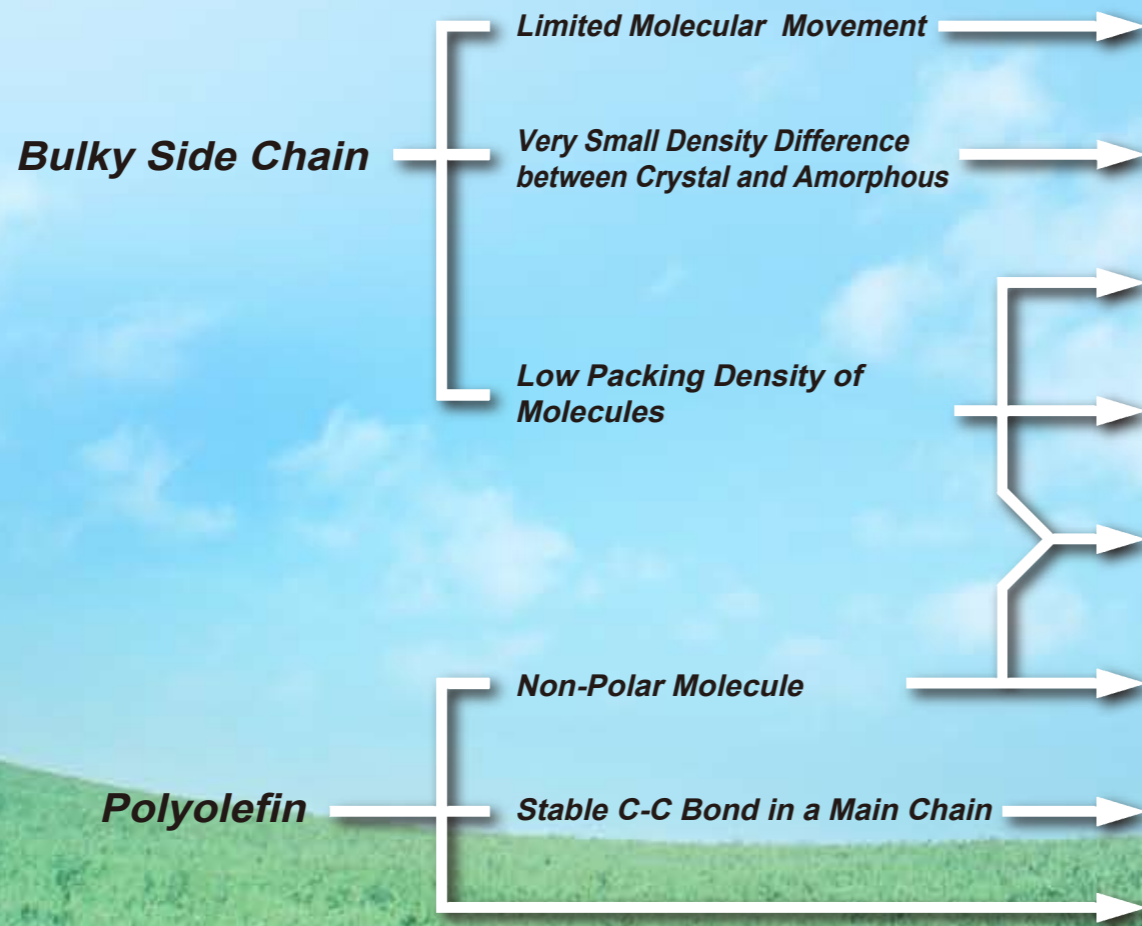 Limited Molecular Movement
Bulky Side Chain
Very Small Density Difference
between Crystal and Amorphous
Low Packing Density of
Molecules
Non-Polar Molecule
Polyolefin
Stable C-C Bond in a Main Chain